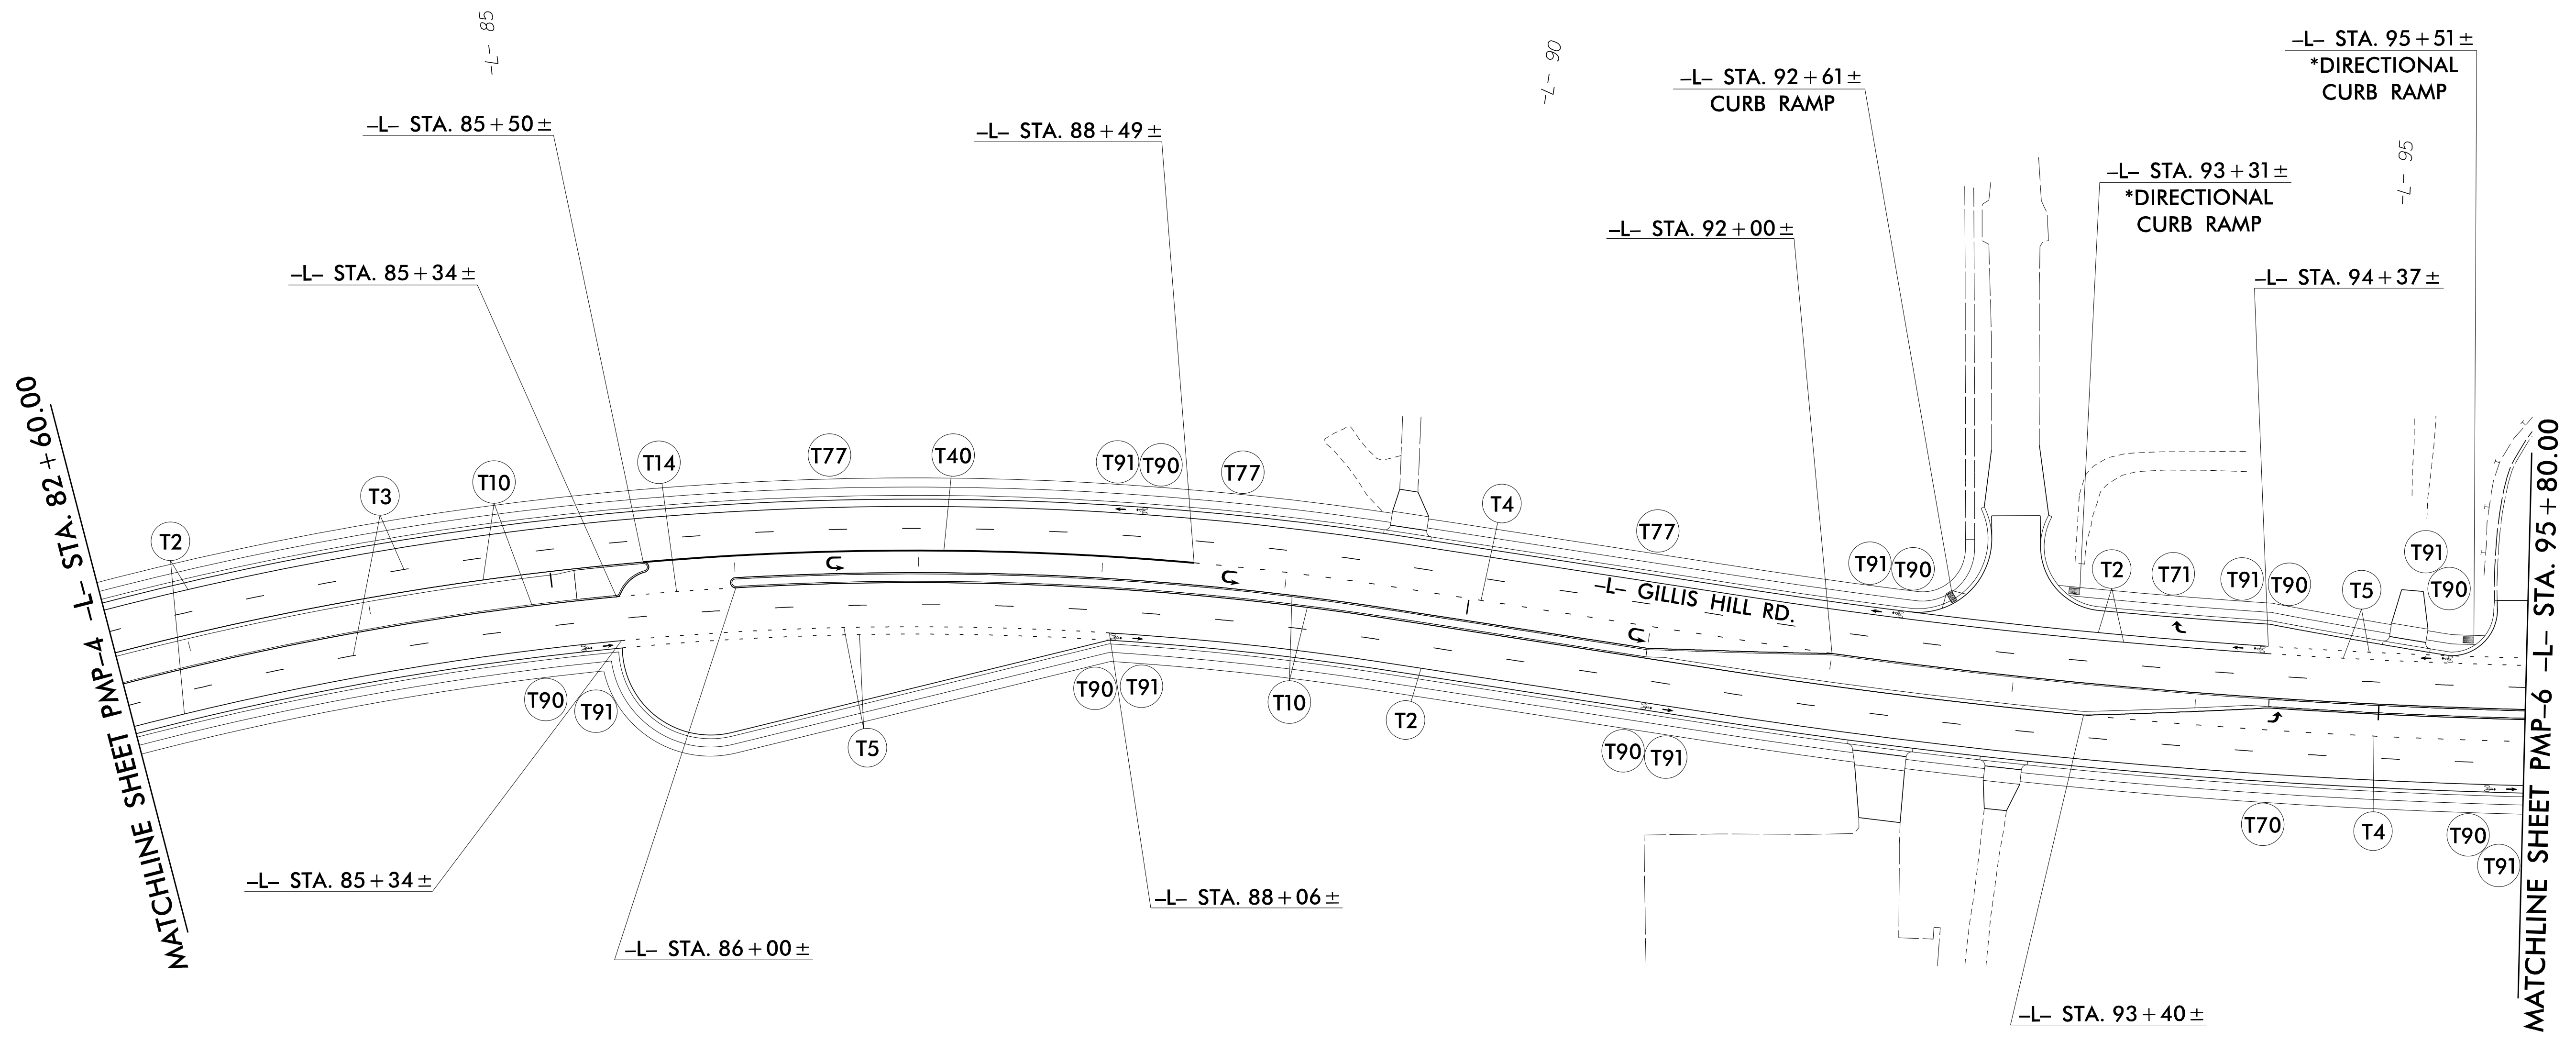 -L- 85
-L- 90
-L- STA. 95+51±
*DIRECTIONAL
CURB RAMP
-L- STA. 92+61±
CURB RAMP
-L- STA. 85+50±
-L- STA. 88+49±
-L- 95
-L- STA. 93+31±
*DIRECTIONAL
CURB RAMP
-L- STA. 92+00±
-L- STA. 85+34±
-L- STA. 94+37±
MATCHLINE SHEET PMP-4 -L- STA. 82+60.00
T2
T3
T10
T14
T77
T40
T91
T90
T77
T4
T77
T91
T90
-L- GILLIS HILL RD.
T2
T71
T91
T90
T5
T91
T90
MATCHLINE SHEET PMP-6 -L- STA. 95+80.00
T90
T91
T5
T90
T91
T10
T2
T90
T91
T70
T4
T90
T91
-L- STA. 85+34±
-L- STA. 88+06±
-L- STA. 86+00±
-L- STA. 93+40±